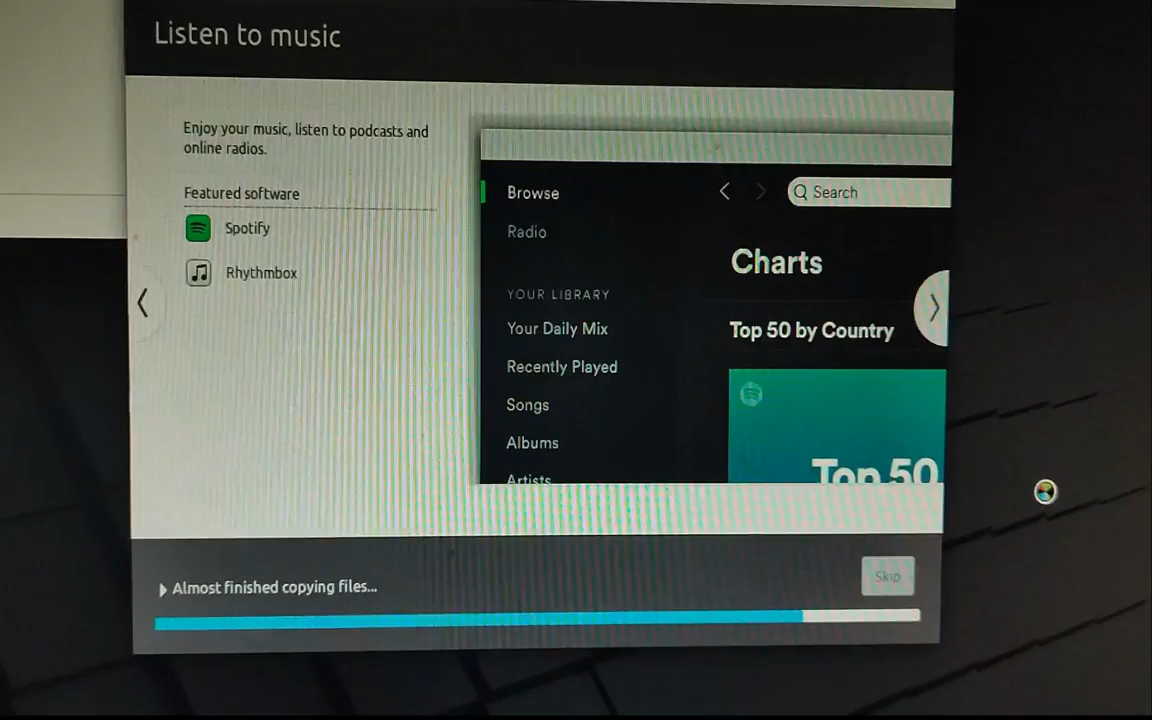 Listen to music
Enjoy your music, listen to podcasts and
online radios.
Featured software
Spotify
Rhythmbox
Browse
Radio
YOUR LIBRARY
Your Daily Mix
Recently Played
Songs
Albums
Artists
Search
Charts
Top 50 by Country
Top 50
Almost finished copying files...
Skip